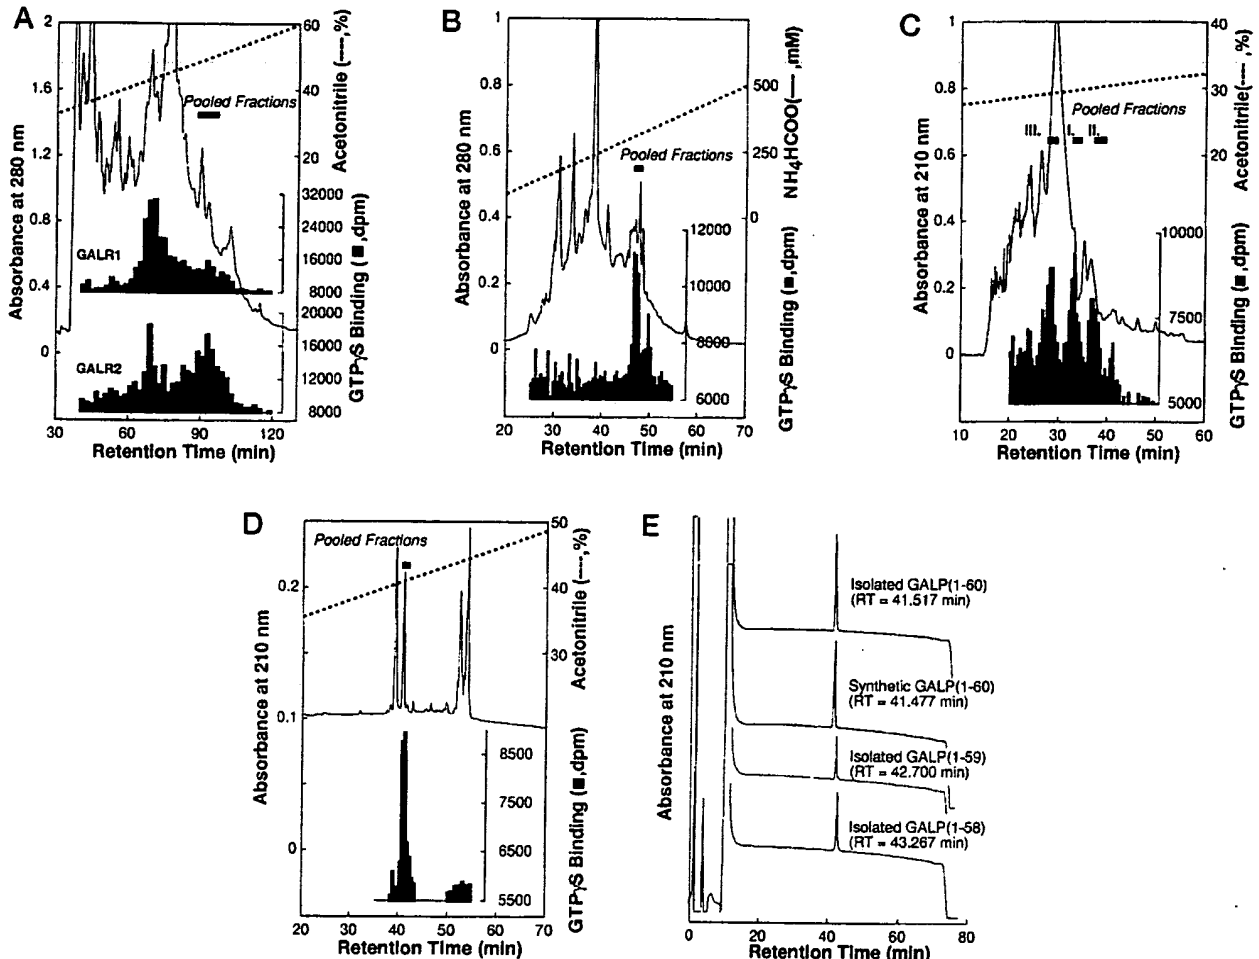 A
2
1.6
1.2
0.8
0.4
0
Absorbance at 280 nm
60
40
20
Acetonitrile (----,%)
Pooled Fractions
GALR1
32000
24000
16000
8000
GALR2
20000
16000
12000
8000
GTPγS Binding (■,dpm)
30 60 90 120
Retention Time (min)
B
1
0.8
0.6
0.4
0.2
0
Absorbance at 280 nm
500
250
0
NH4HCOO(----,mM)
Pooled Fractions
12000
10000
8000
6000
GTPγS Binding (■,dpm)
20 30 40 50 60 70
Retention Time (min)
C
1
0.8
0.6
0.4
0.2
0
Absorbance at 210 nm
40
30
20
Acetonitrile(----,%)
Pooled Fractions
III. I. II.
10000
7500
5000
GTPγS Binding (■,dpm)
10 20 30 40 50 60
Retention Time (min)
D
Pooled Fractions
0.2
0.1
0
Absorbance at 210 nm
50
40
30
Acetonitrile (----,%)
8500
7500
6500
5500
GTPγS Binding (■,dpm)
20 30 40 50 60 70
Retention Time (min)
E
Absorbance at 210 nm
Isolated GALP(1-60)
(RT = 41.517 min)
Synthetic GALP(1-60)
(RT = 41.477 min)
Isolated GALP(1-59)
(RT = 42.700 min)
Isolated GALP(1-58)
(RT = 43.267 min)
0 20 40 60 80
Retention Time (min)